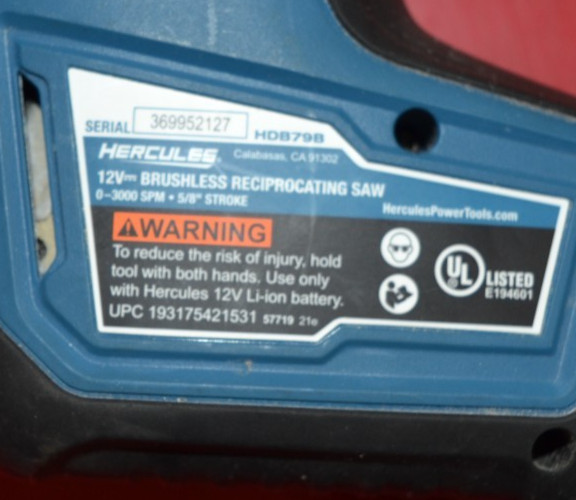 SERIAL 369952127 HDB79B
HERCULES® Calabasas, CA 91302
12V⎓ BRUSHLESS RECIPROCATING SAW
0-3000 SPM • 5/8" STROKE
HerculesPowerTools.com
⚠WARNING
To reduce the risk of injury, hold
tool with both hands. Use only
with Hercules 12V Li-ion battery.
UPC 193175421531 57719 21e
UL LISTED
E194601